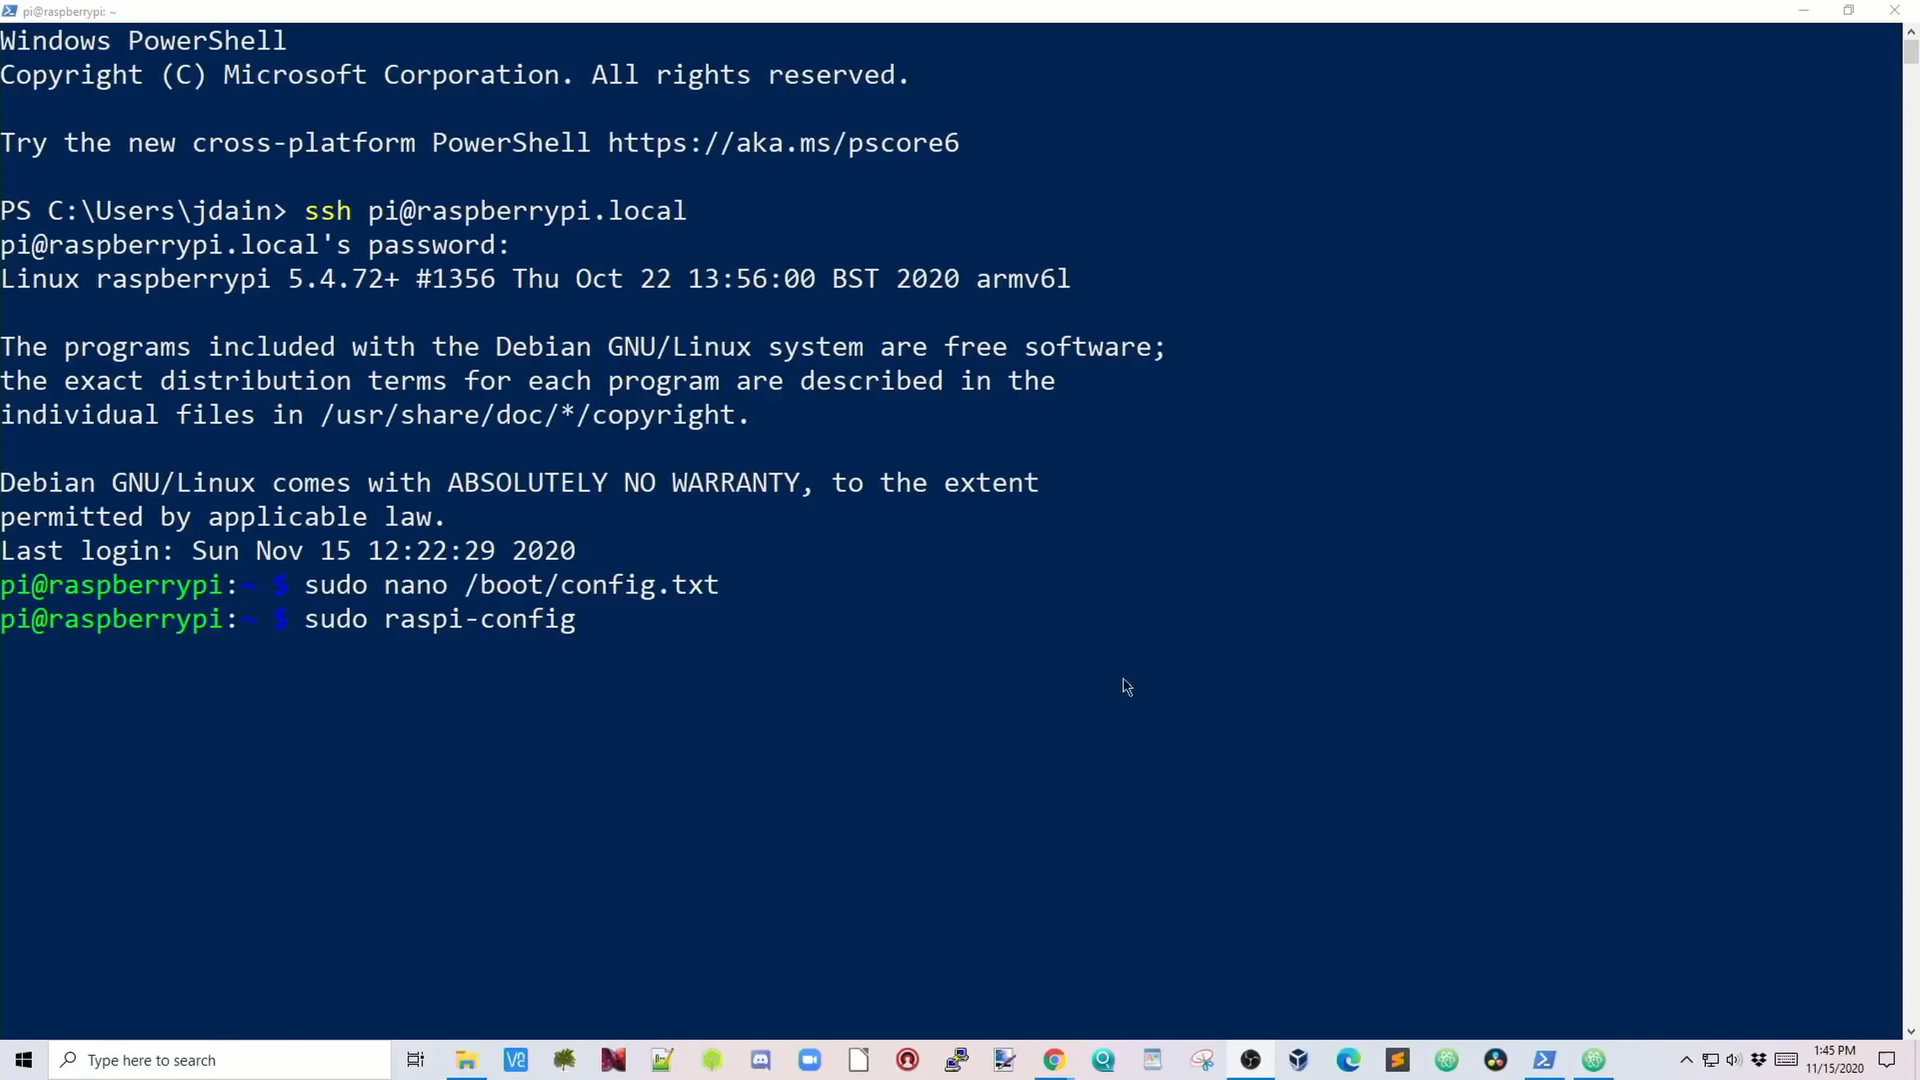 pi@raspberrypi: ~
Windows PowerShell
Copyright (C) Microsoft Corporation. All rights reserved.
Try the new cross-platform PowerShell https://aka.ms/pscore6
PS C:\Users\jdain> ssh pi@raspberrypi.local
pi@raspberrypi.local's password:
Linux raspberrypi 5.4.72+ #1356 Thu Oct 22 13:56:00 BST 2020 armv6l
The programs included with the Debian GNU/Linux system are free software;
the exact distribution terms for each program are described in the
individual files in /usr/share/doc/*/copyright.
Debian GNU/Linux comes with ABSOLUTELY NO WARRANTY, to the extent
permitted by applicable law.
Last login: Sun Nov 15 12:22:29 2020
pi@raspberrypi:~ $ sudo nano /boot/config.txt
pi@raspberrypi:~ $ sudo raspi-config
Type here to search
1:45 PM
11/15/2020